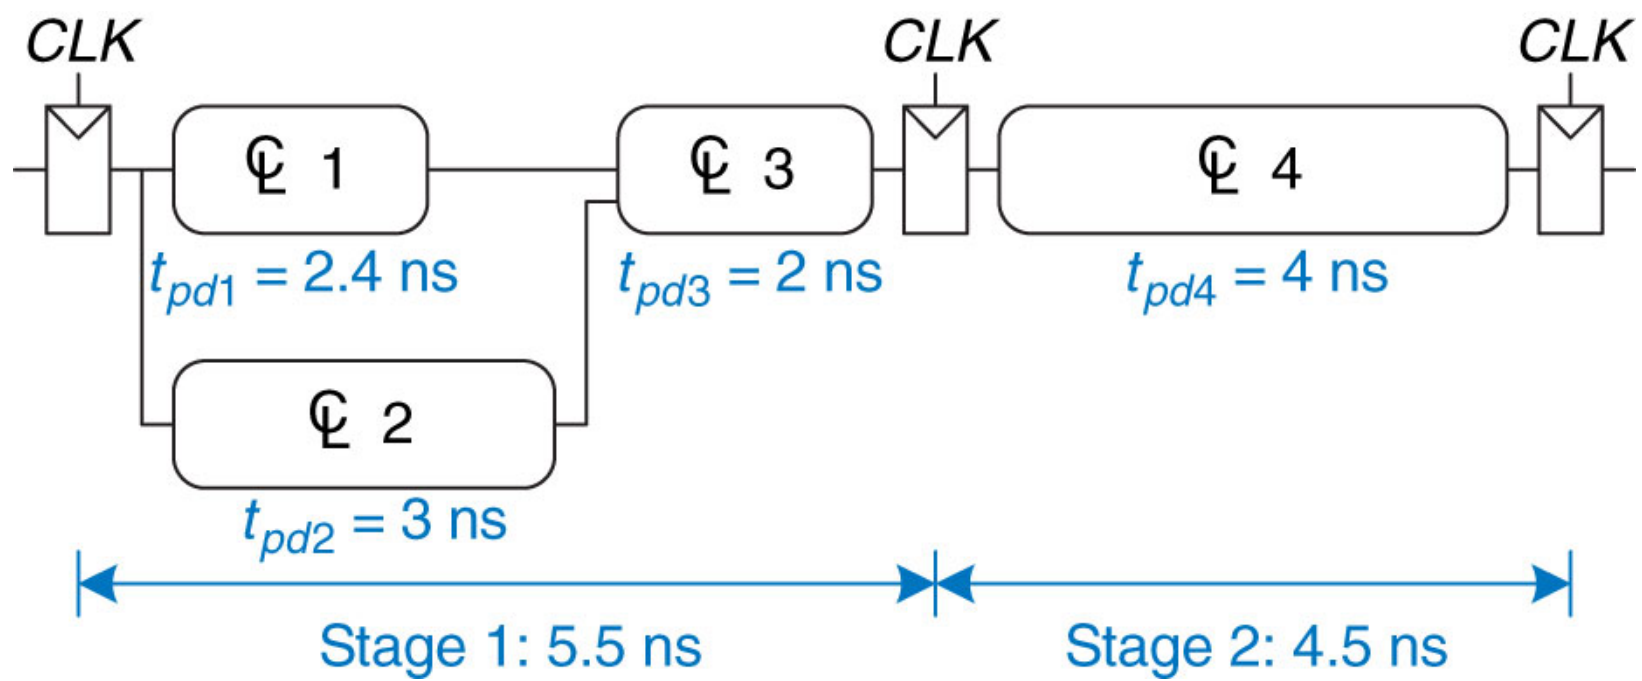 CLK CLK CLK
CL 1 CL 3 CL 4
tpd1 = 2.4 ns tpd3 = 2 ns tpd4 = 4 ns
CL 2
tpd2 = 3 ns
Stage 1: 5.5 ns Stage 2: 4.5 ns